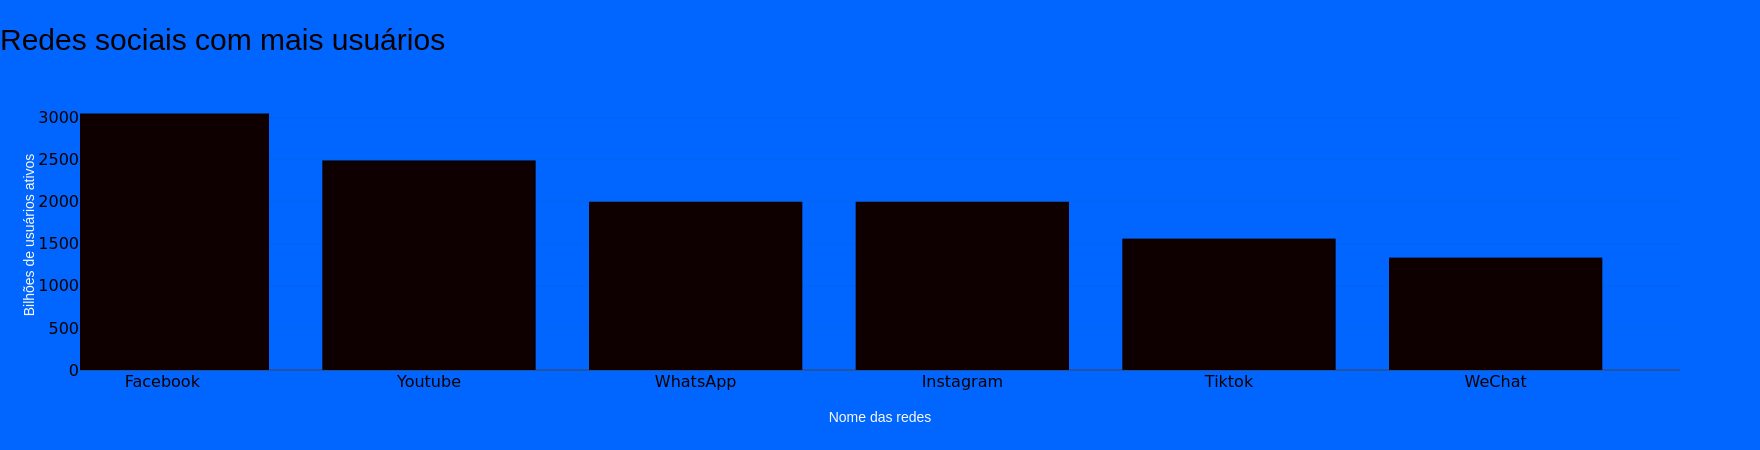 Redes sociais com mais usuários
Bilhões de usuários ativos
3000
2500
2000
1500
1000
500
0
Facebook Youtube WhatsApp Instagram Tiktok WeChat
Nome das redes